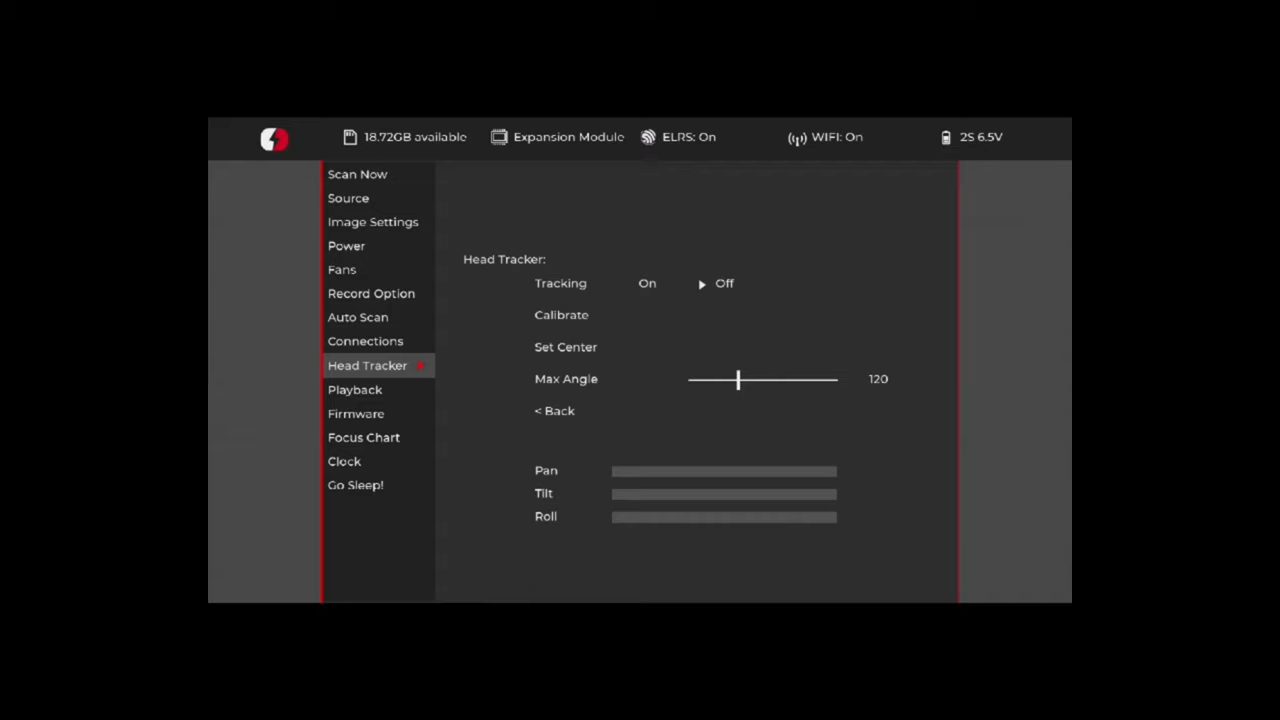 18.72GB available Expansion Module ELRS: On WIFI: On 2S 6.5V
Scan Now
Source
Image Settings
Power
Fans
Record Option
Auto Scan
Connections
Head Tracker
Playback
Firmware
Focus Chart
Clock
Go Sleep!
Head Tracker:
Tracking On Off
Calibrate
Set Center
Max Angle 120
< Back
Pan
Tilt
Roll